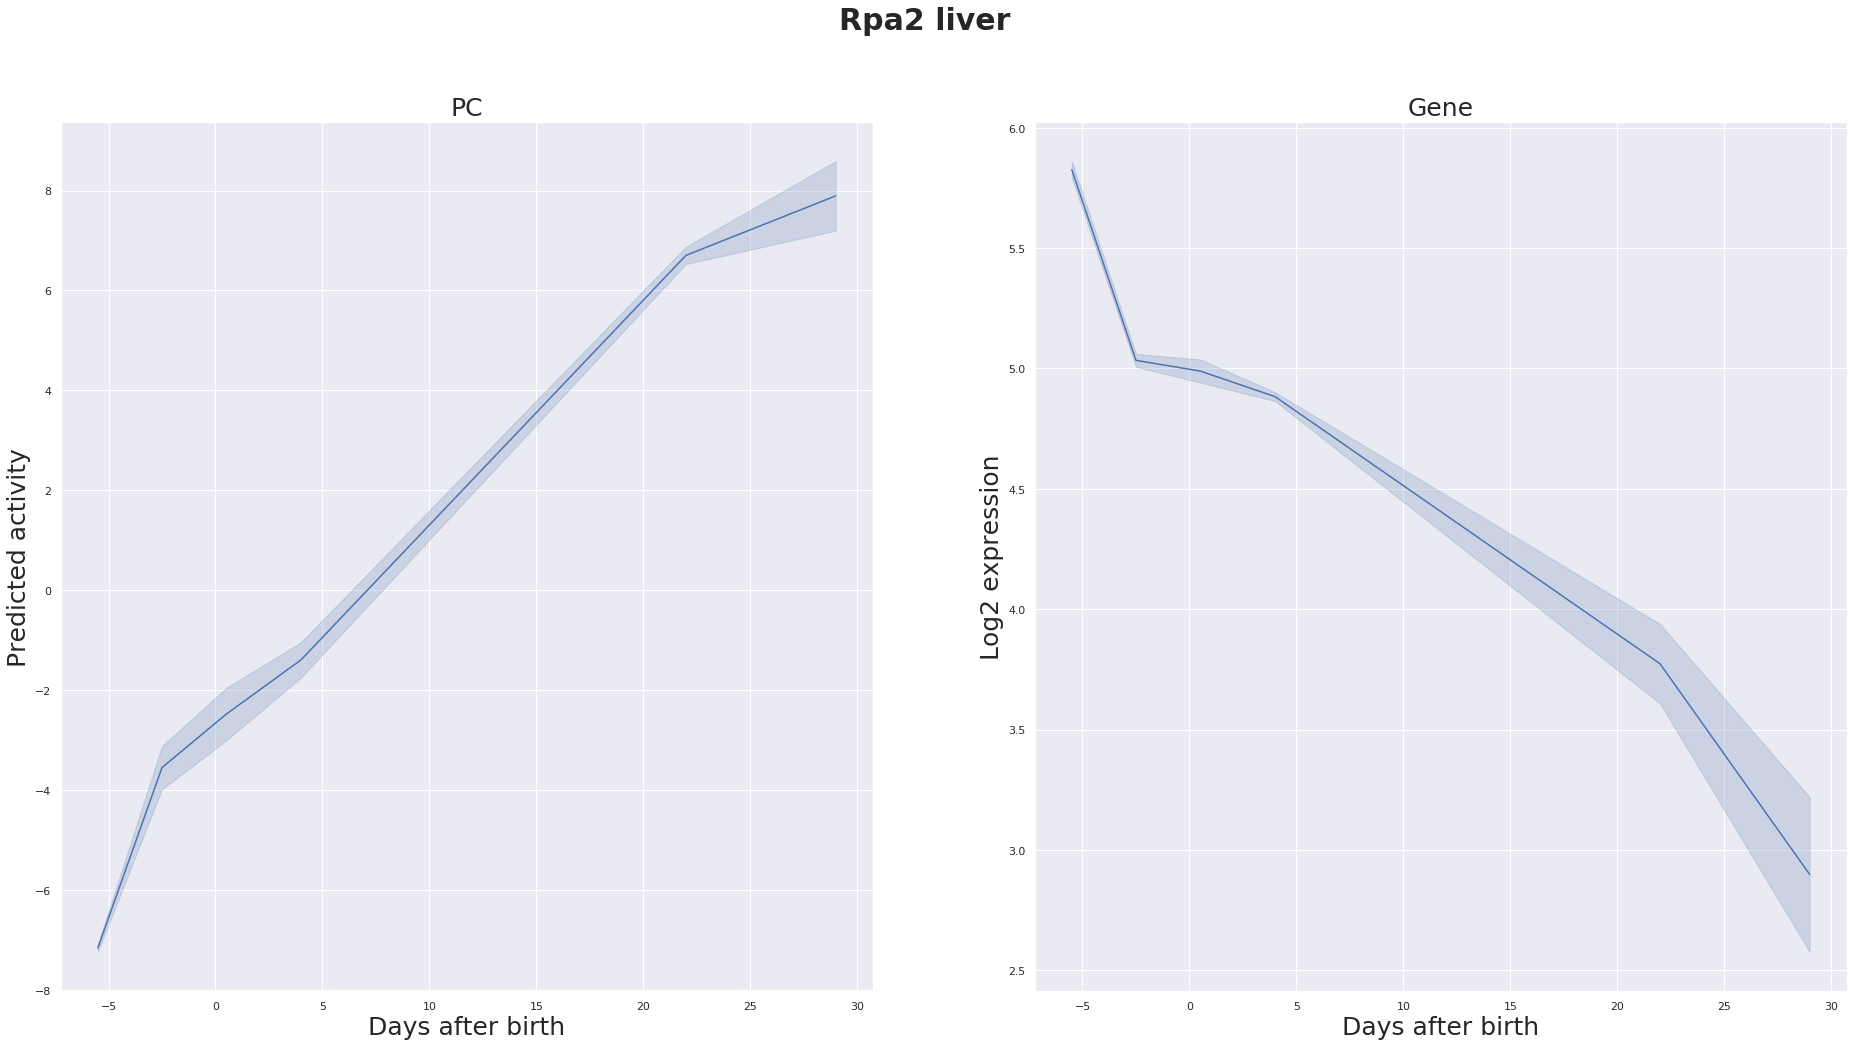 Rpa2 liver
PC
Predicted activity
8
6
4
2
0
−2
−4
−6
−8
−5 0 5 10 15 20 25 30
Days after birth
Gene
Log2 expression
6.0
5.5
5.0
4.5
4.0
3.5
3.0
2.5
−5 0 5 10 15 20 25 30
Days after birth